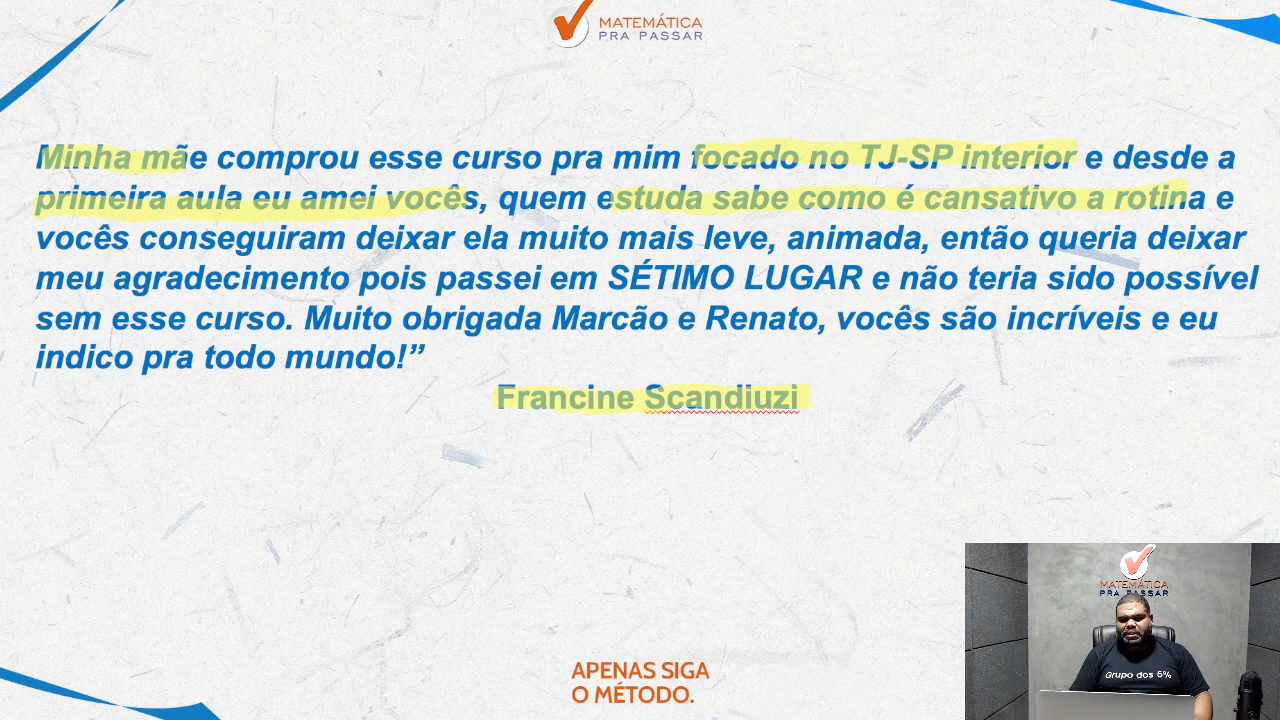 MATEMÁTICA
PRA PASSAR
Minha mãe comprou esse curso pra mim focado no TJ-SP interior e desde a
primeira aula eu amei vocês, quem estuda sabe como é cansativo a rotina e
vocês conseguiram deixar ela muito mais leve, animada, então queria deixar
meu agradecimento pois passei em SÉTIMO LUGAR e não teria sido possível
sem esse curso. Muito obrigada Marcão e Renato, vocês são incríveis e eu
indico pra todo mundo!”
Francine Scandiuzi
MATEMÁTICA
PRA PASSAR
Grupo dos 5%
APENAS SIGA
O MÉTODO.